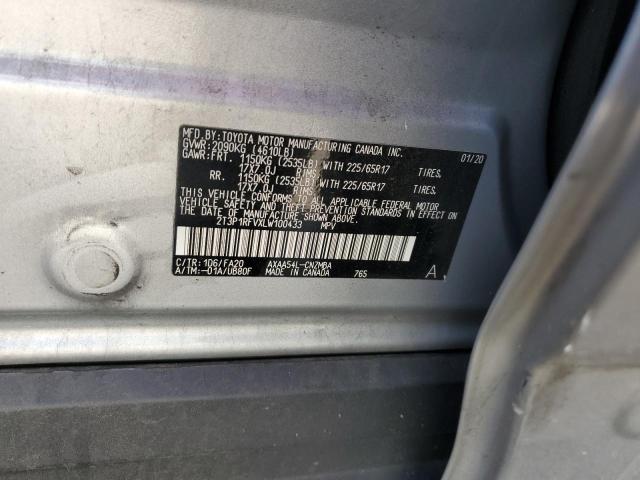 MFD.BY:TOYOTA MOTOR MANUFACTURING CANADA INC.
GVWR:2090KG (4610LB) 01/20
GAWR:FRT. 1150KG (2535LB) WITH 225/65R17 TIRES,
17X7.0J RIMS,
RR. 1150KG (2535LB) WITH 225/65R17 TIRES,
17X7.0J RIMS,
THIS VEHICLE CONFORMS TO ALL APPLICABLE FEDERAL MOTOR
VEHICLE SAFETY AND THEFT PREVENTION STANDARDS IN EFFECT
ON THE DATE OF MANUFACTURE SHOWN ABOVE.
2T3P1RFVXLW100433 MPV
C/TR:1D6/FA20 AXAA54L-CNZMBA
A/TM:-01A/UB80F MADE IN CANADA 765 A